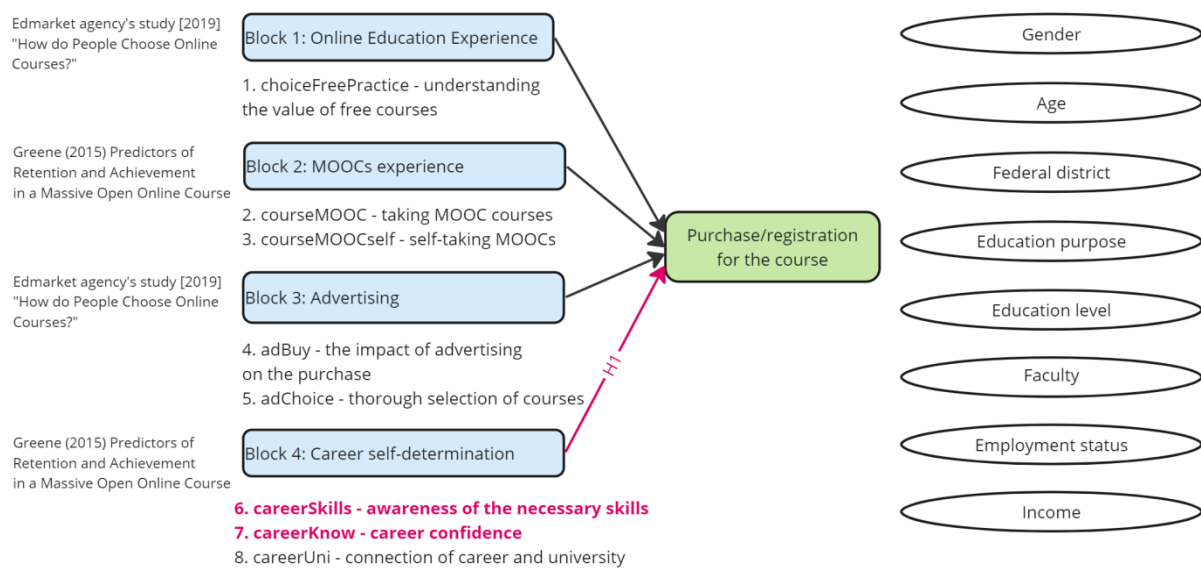 Edmarket agency's study [2019]
"How do People Choose Online
Courses?"
Block 1: Online Education Experience
1. choiceFreePractice - understanding
the value of free courses
Greene (2015) Predictors of
Retention and Achievement
in a Massive Open Online Course
Block 2: MOOCs experience
2. courseMOOC - taking MOOC courses
3. courseMOOCself - self-taking MOOCs
Edmarket agency's study [2019]
"How do People Choose Online
Courses?"
Block 3: Advertising
4. adBuy - the impact of advertising
on the purchase
5. adChoice - thorough selection of courses
Greene (2015) Predictors of
Retention and Achievement
in a Massive Open Online Course
Block 4: Career self-determination
6. careerSkills - awareness of the necessary skills
7. careerKnow - career confidence
8. careerUni - connection of career and university
H1
Purchase/registration
for the course
Gender
Age
Federal district
Education purpose
Education level
Faculty
Employment status
Income